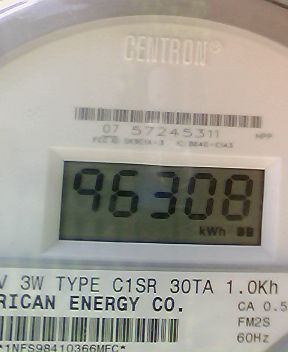 CENTRON®
07 57245311
96308
kWh
V 3W TYPE C1SR 30TA 1.0Kh
RICAN ENERGY CO.
CA 0.5
FM2S
60Hz
*1NFS98410366MEC*